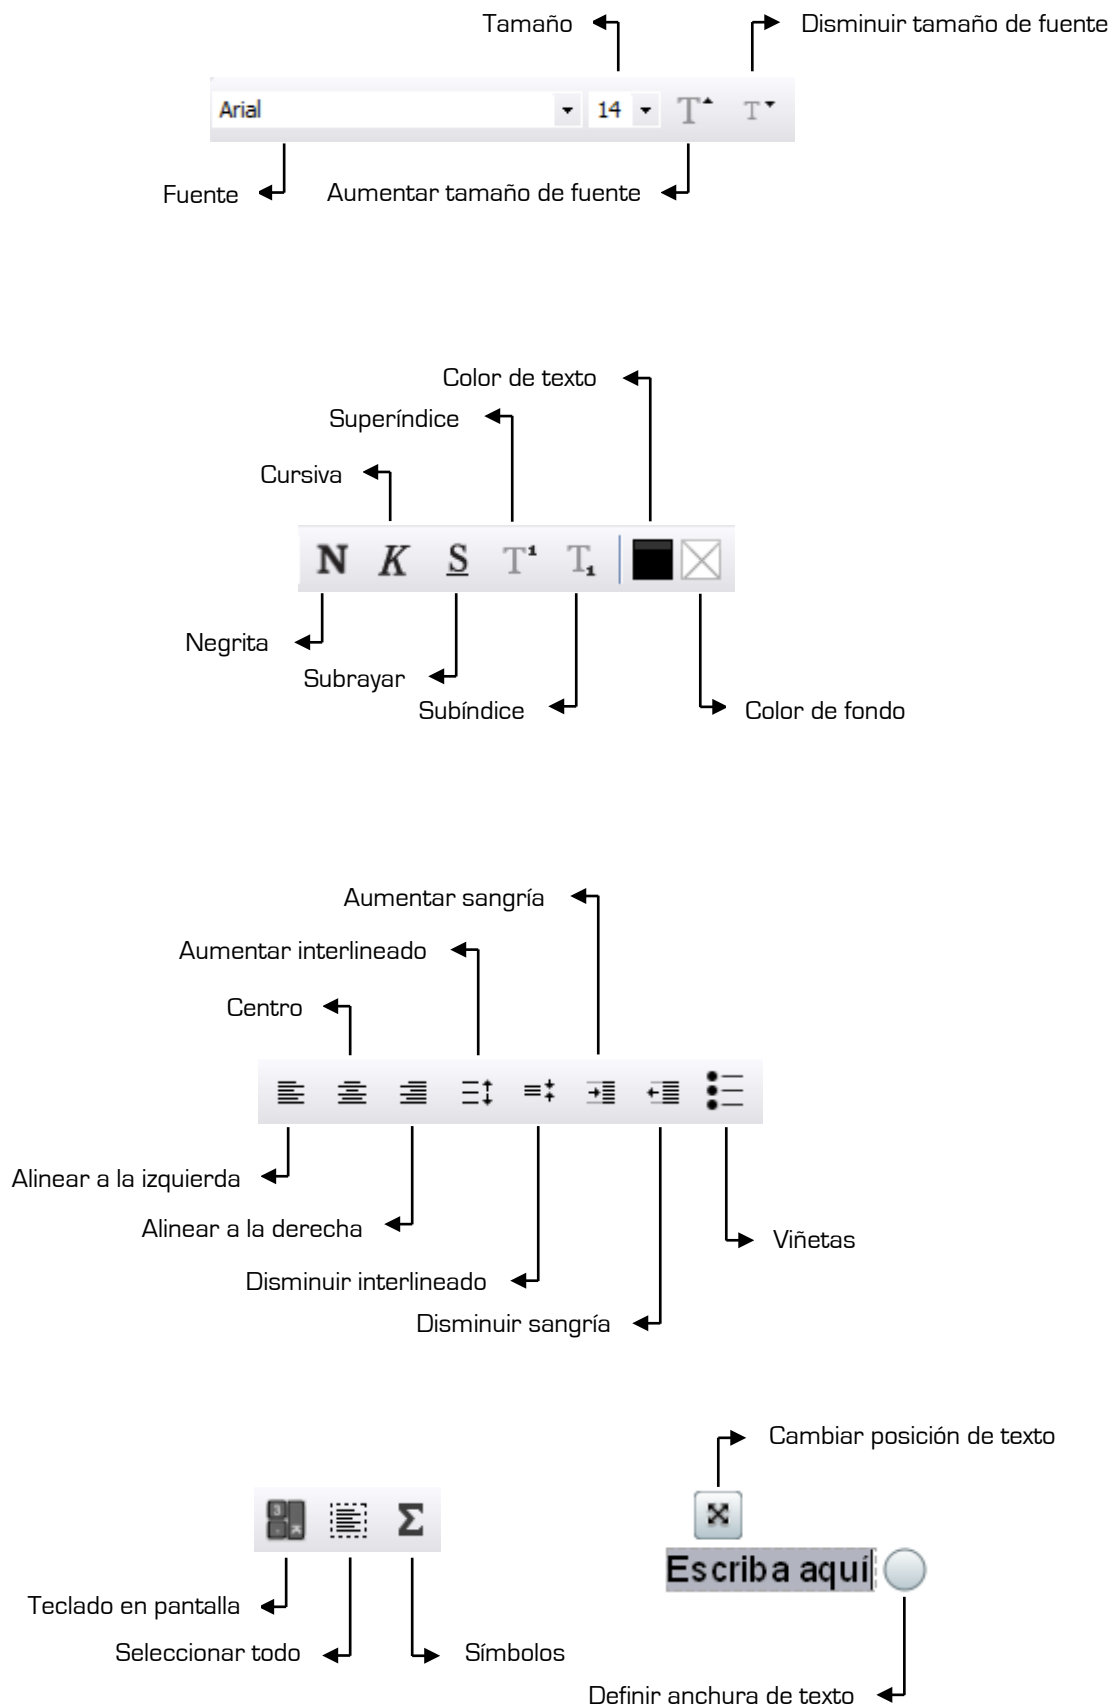 Tamaño
Disminuir tamaño de fuente
Arial
14
T
T
Fuente
Aumentar tamaño de fuente
Color de texto
Superíndice
Cursiva
N K S T¹ T₁
Negrita
Subrayar
Subíndice
Color de fondo
Aumentar sangría
Aumentar interlineado
Centro
Alinear a la izquierda
Alinear a la derecha
Viñetas
Disminuir interlineado
Disminuir sangría
Cambiar posición de texto
Σ
Escriba aquí
Teclado en pantalla
Seleccionar todo
Símbolos
Definir anchura de texto